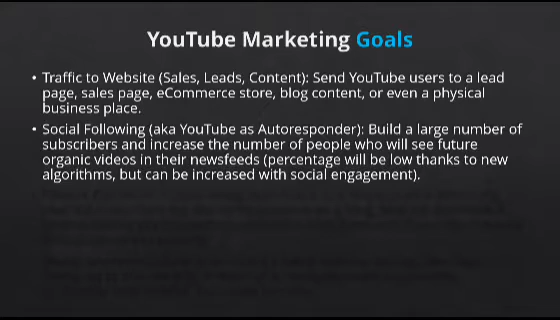 YouTube Marketing Goals
• Traffic to Website (Sales, Leads, Content): Send YouTube users to a lead
page, sales page, eCommerce store, blog content, or even a physical
business place.
• Social Following (aka YouTube as Autoresponder): Build a large number of
subscribers and increase the number of people who will see future
organic videos in their newsfeeds (percentage will be low thanks to new
algorithms, but can be increased with social engagement).